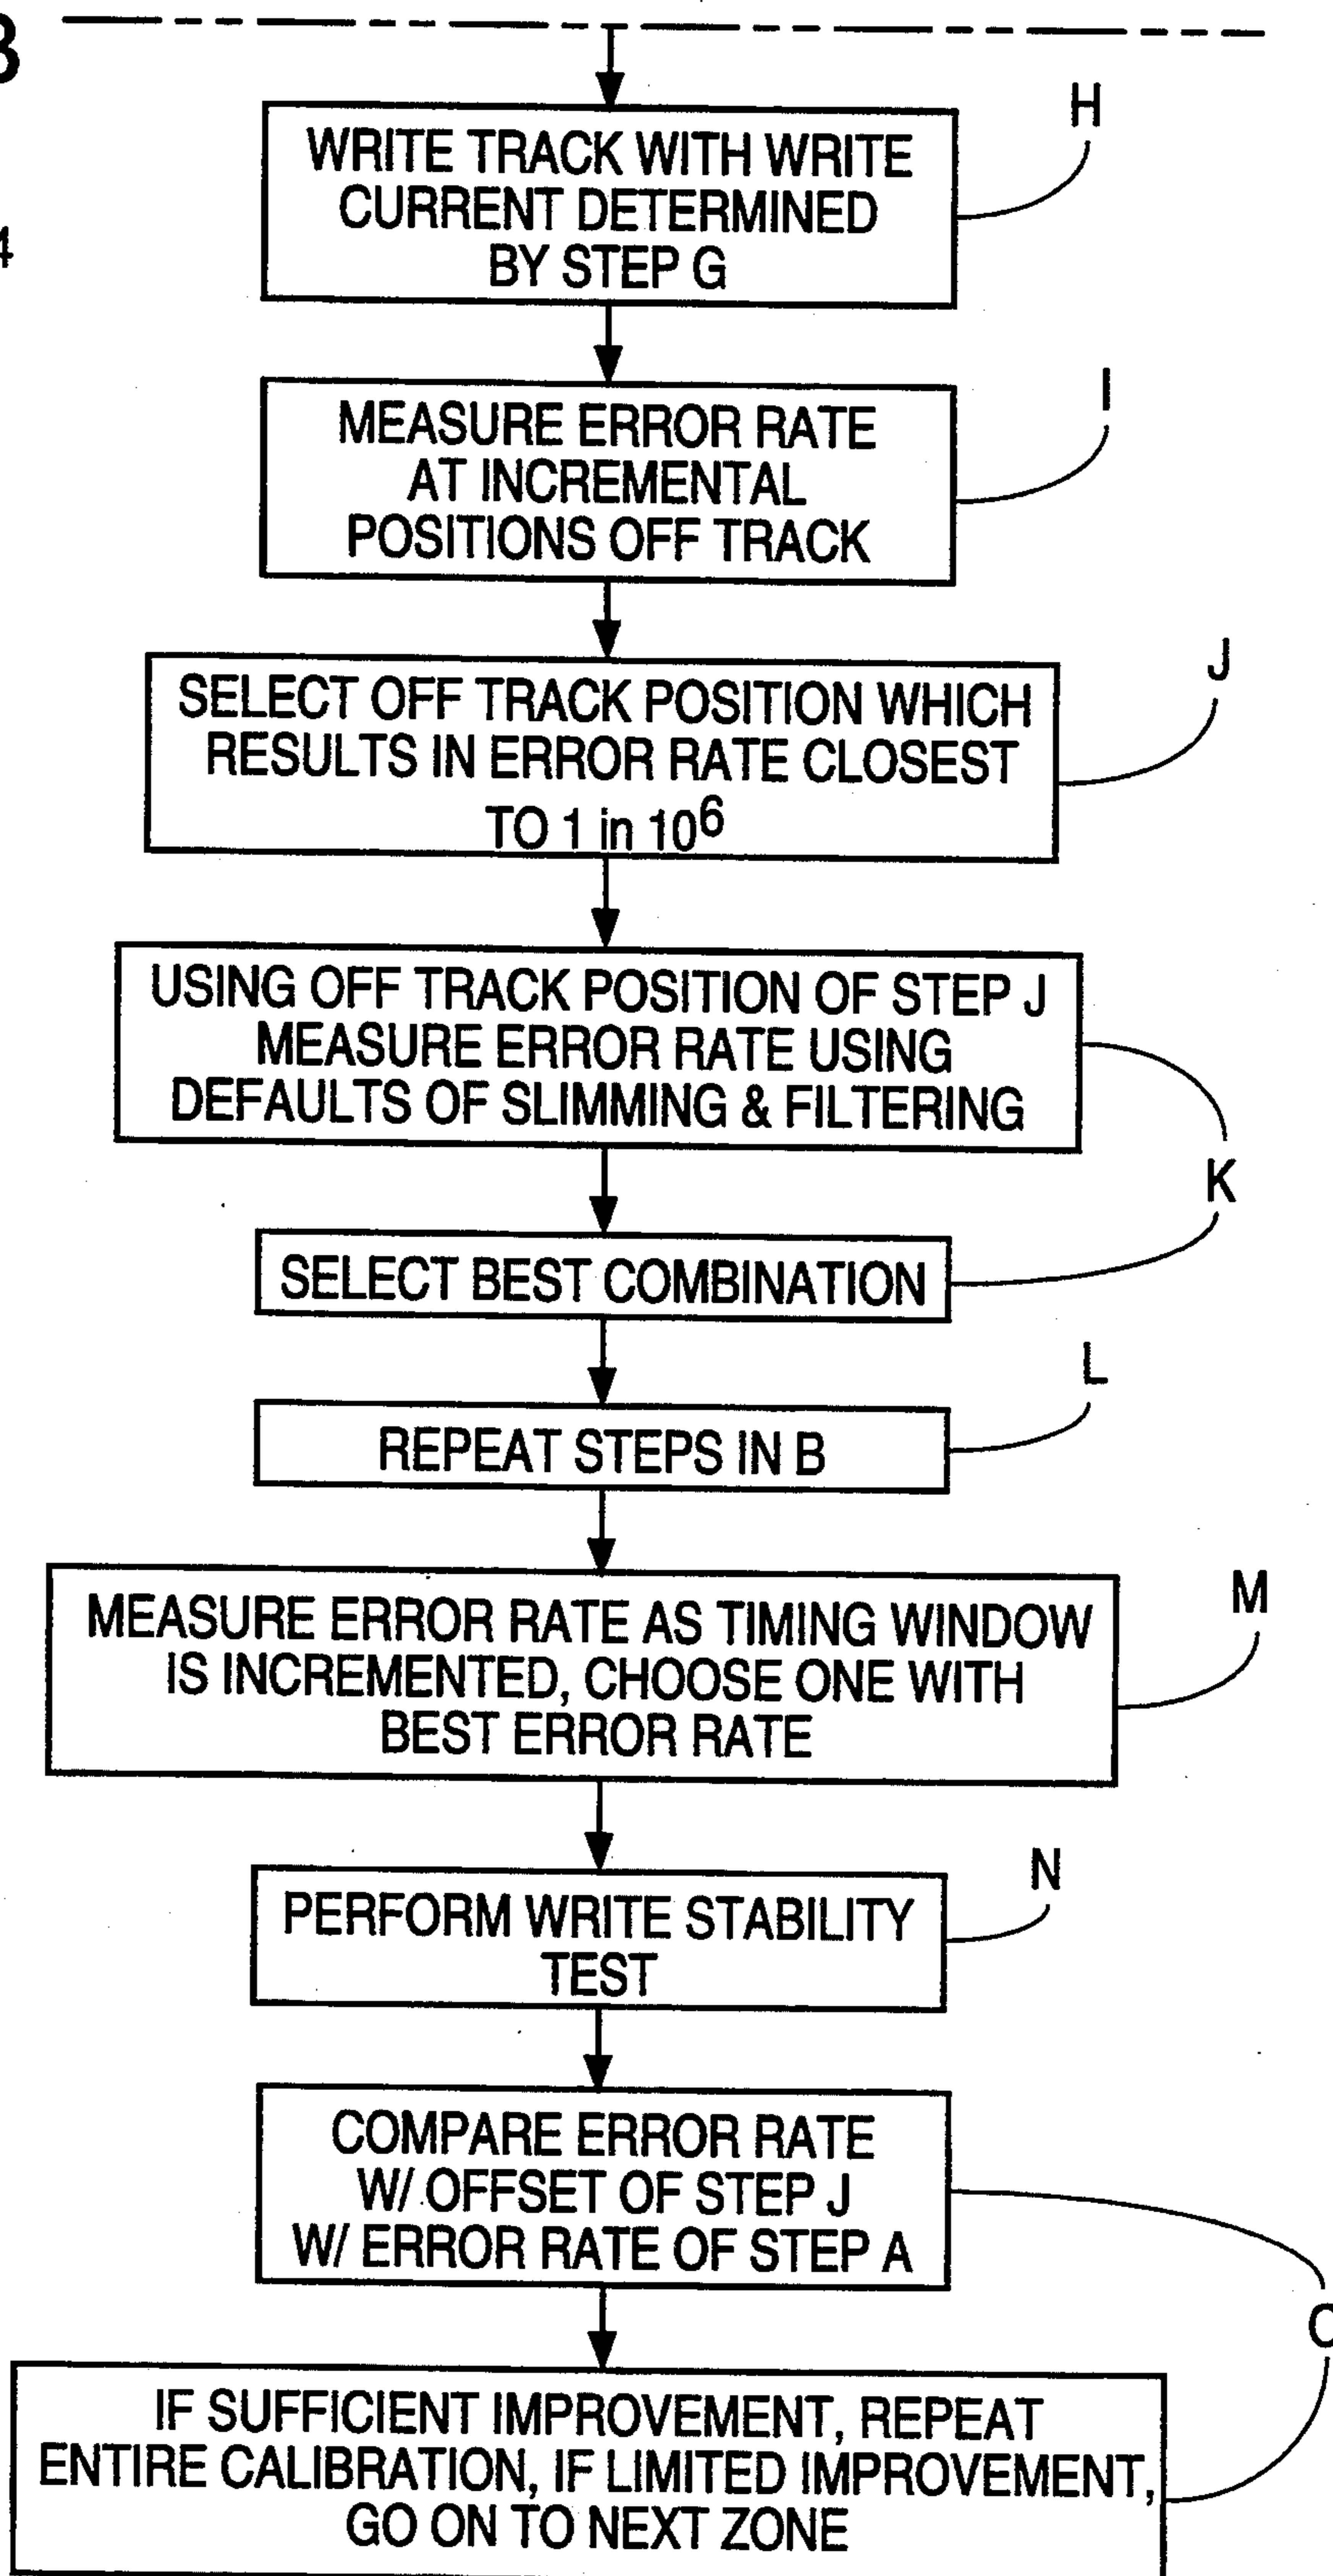 B
4
H
WRITE TRACK WITH WRITE
CURRENT DETERMINED
BY STEP G
I
MEASURE ERROR RATE
AT INCREMENTAL
POSITIONS OFF TRACK
J
SELECT OFF TRACK POSITION WHICH
RESULTS IN ERROR RATE CLOSEST
TO 1 in 10⁶
USING OFF TRACK POSITION OF STEP J
MEASURE ERROR RATE USING
DEFAULTS OF SLIMMING & FILTERING
K
SELECT BEST COMBINATION
L
REPEAT STEPS IN B
M
MEASURE ERROR RATE AS TIMING WINDOW
IS INCREMENTED, CHOOSE ONE WITH
BEST ERROR RATE
N
PERFORM WRITE STABILITY
TEST
COMPARE ERROR RATE
W/ OFFSET OF STEP J
W/ ERROR RATE OF STEP A
O
IF SUFFICIENT IMPROVEMENT, REPEAT
ENTIRE CALIBRATION, IF LIMITED IMPROVEMENT,
GO ON TO NEXT ZONE